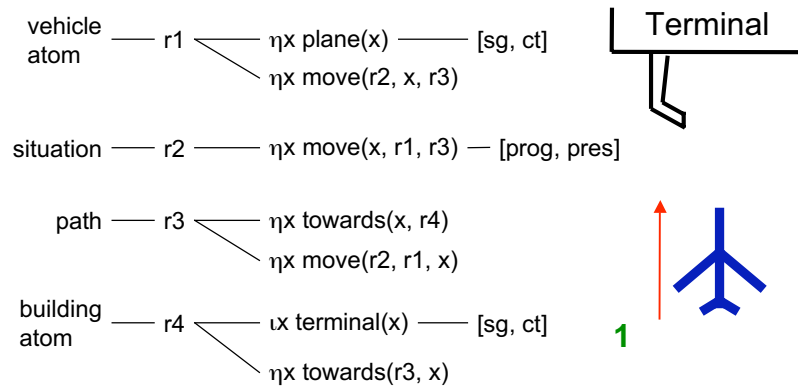 vehicle atom — r1 — ηx plane(x) — [sg, ct]
ηx move(r2, x, r3)
situation — r2 — ηx move(x, r1, r3) — [prog, pres]
path — r3 — ηx towards(x, r4)
ηx move(r2, r1, x)
building atom — r4 — ιx terminal(x) — [sg, ct]
ηx towards(r3, x)
Terminal
1